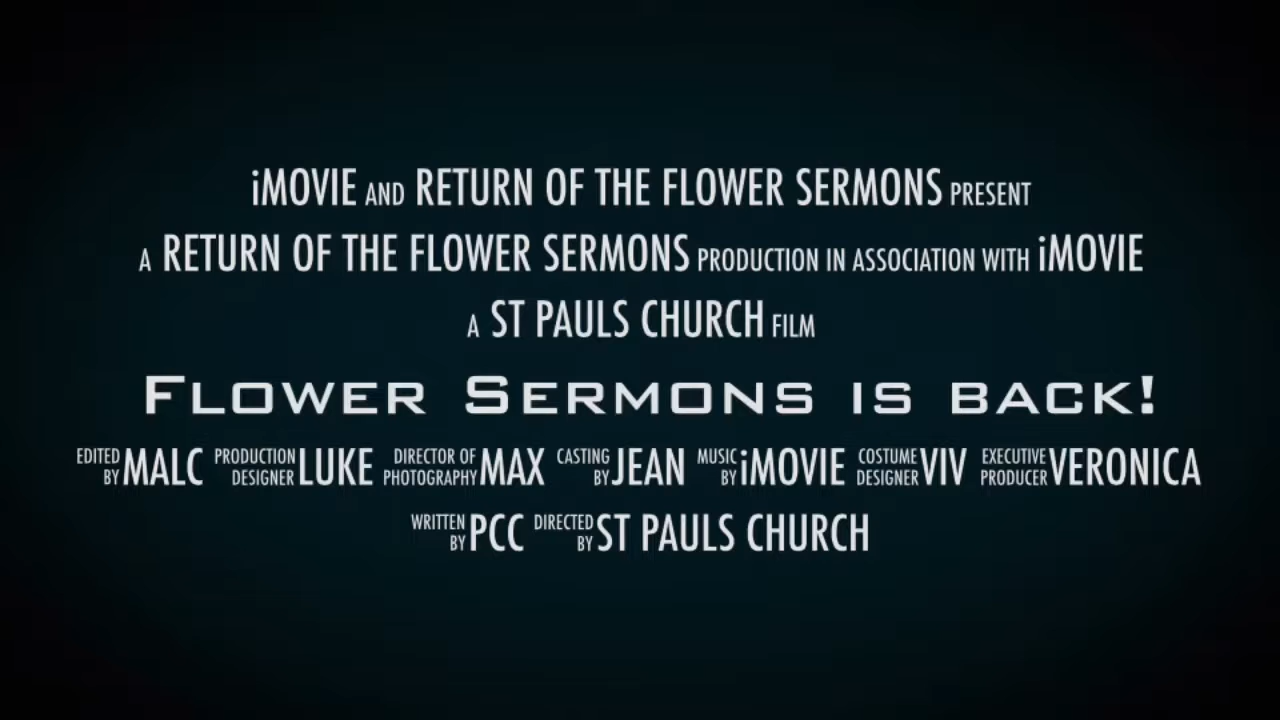 iMOVIE AND RETURN OF THE FLOWER SERMONS PRESENT
A RETURN OF THE FLOWER SERMONS PRODUCTION IN ASSOCIATION WITH iMOVIE
A ST PAULS CHURCH FILM
FLOWER SERMONS IS BACK!
EDITED BY MALC PRODUCTION DESIGNER LUKE DIRECTOR OF PHOTOGRAPHY MAX CASTING BY JEAN MUSIC BY iMOVIE COSTUME DESIGNER VIV EXECUTIVE PRODUCER VERONICA
WRITTEN BY PCC DIRECTED BY ST PAULS CHURCH